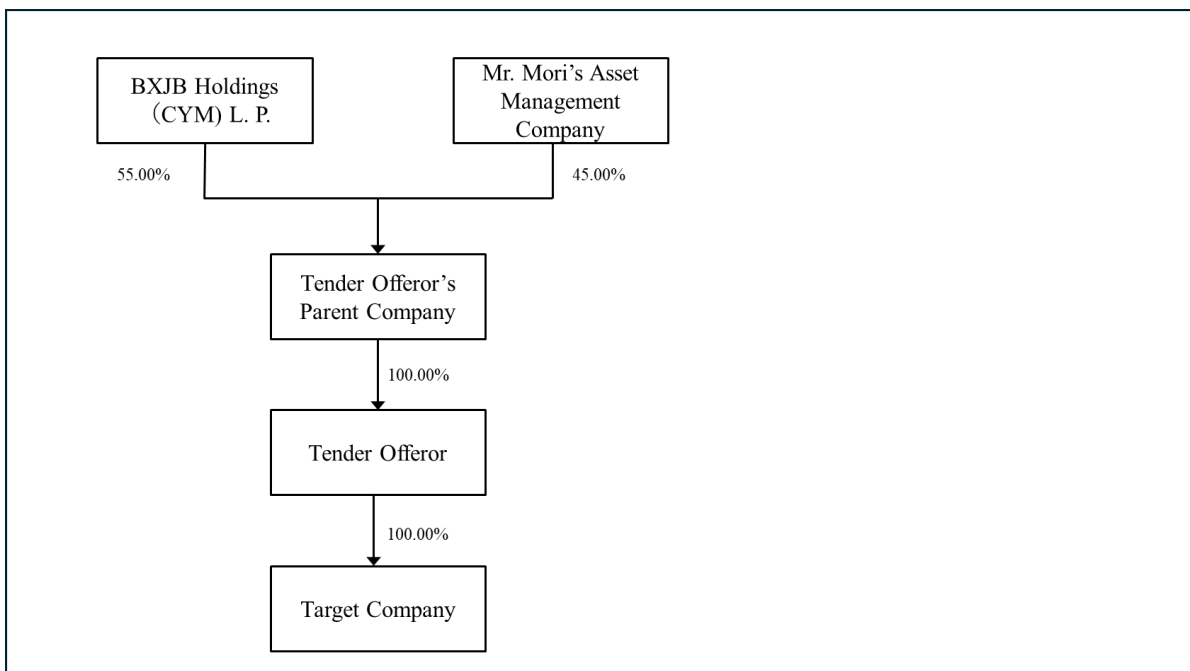 BXJB Holdings
（CYM) L. P.
Mr. Mori’s Asset
Management
Company
55.00%
45.00%
Tender Offeror’s
Parent Company
100.00%
Tender Offeror
100.00%
Target Company